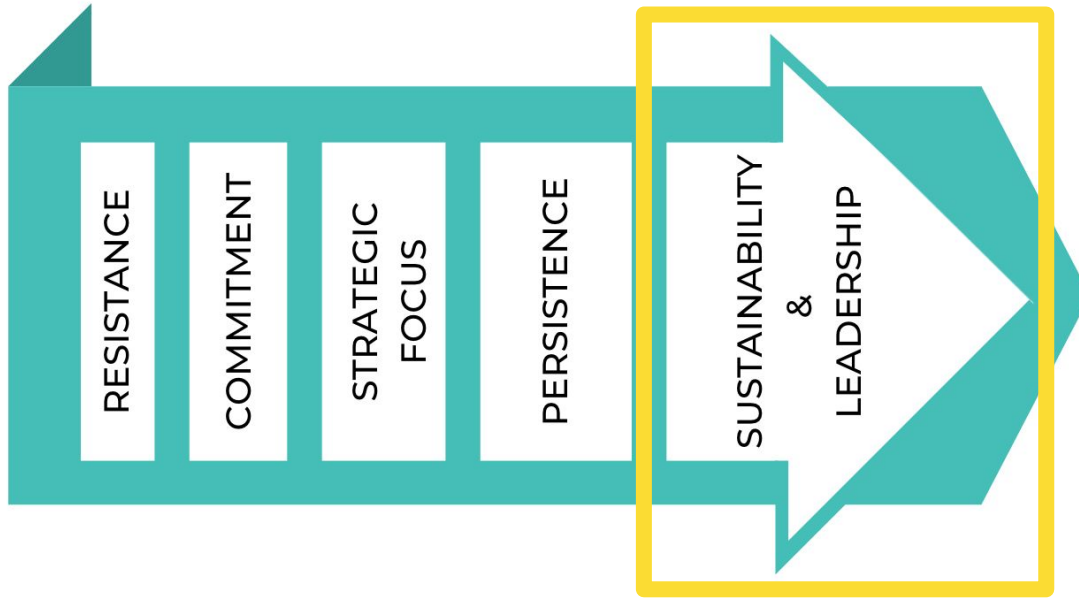 RESISTANCE
COMMITMENT
STRATEGIC
FOCUS
PERSISTENCE
SUSTAINABILITY
&
LEADERSHIP